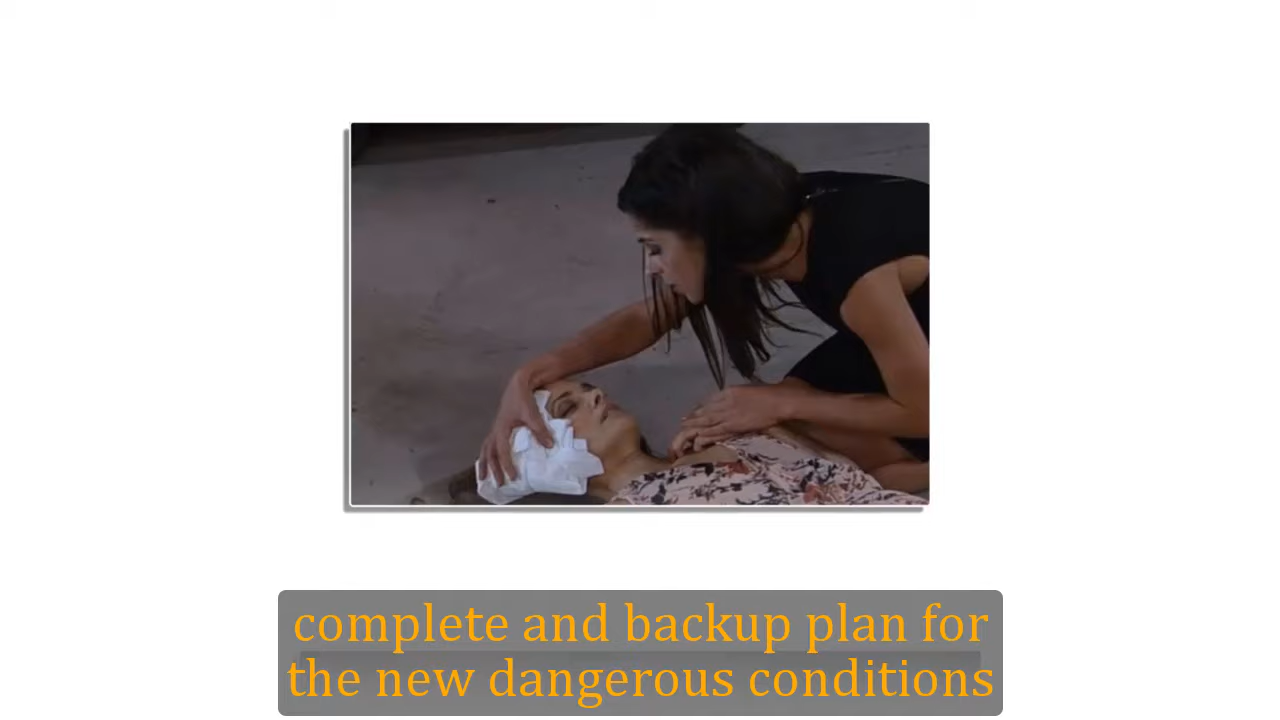 complete and backup plan for
the new dangerous conditions